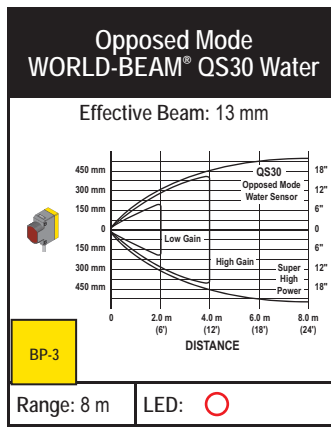 Opposed Mode
WORLD-BEAM® QS30 Water
Effective Beam: 13 mm
450 mm
300 mm
150 mm
0
150 mm
300 mm
450 mm
QS30
Opposed Mode
Water Sensor
Low Gain
High Gain
Super
High
Power
18"
12"
6"
0
6"
12"
18"
0 2.0 m 4.0 m 6.0 m 8.0 m
(6') (12') (18') (24')
DISTANCE
BP-3
Range: 8 m
LED: